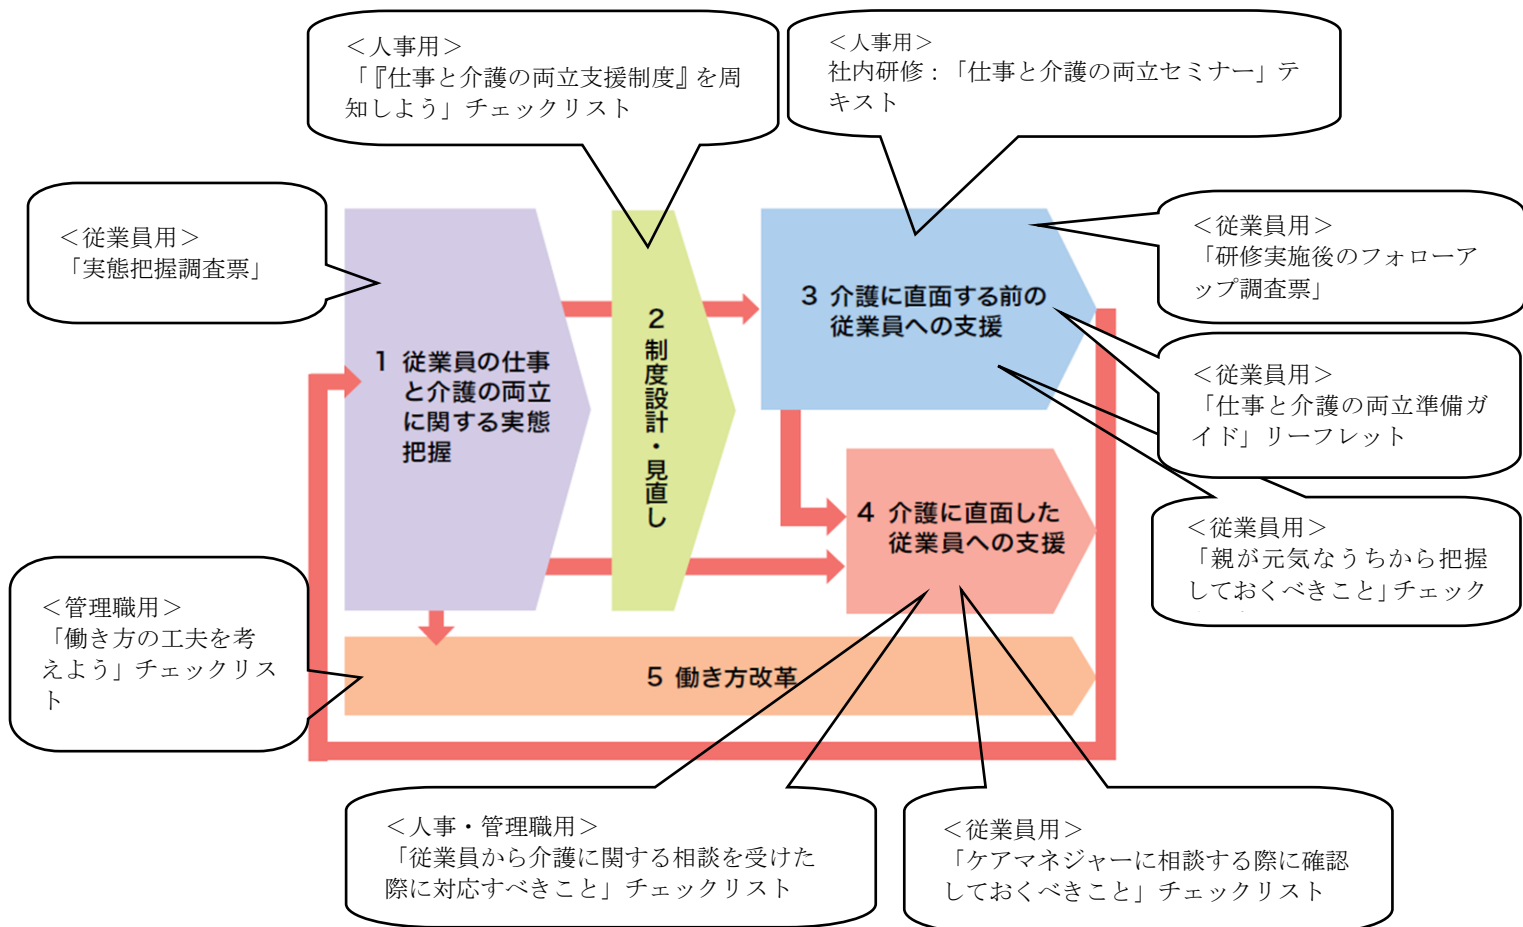 ＜人事用＞
「『仕事と介護の両立支援制度』を周
知しよう」チェックリスト
＜人事用＞
社内研修：「仕事と介護の両立セミナー」テ
キスト
＜従業員用＞
「実態把握調査票」
＜従業員用＞
「研修実施後のフォローア
ップ調査票」
1 従業員の仕事
と介護の両立
に関する実態
把握
2 制度設計・見直し
3 介護に直面する前の
従業員への支援
＜従業員用＞
「仕事と介護の両立準備ガ
イド」リーフレット
4 介護に直面した
従業員への支援
＜従業員用＞
「親が元気なうちから把握
しておくべきこと」チェック
＜管理職用＞
「働き方の工夫を考
えよう」チェックリス
ト
5 働き方改革
＜人事・管理職用＞
「従業員から介護に関する相談を受けた
際に対応すべきこと」チェックリスト
＜従業員用＞
「ケアマネジャーに相談する際に確認
しておくべきこと」チェックリスト